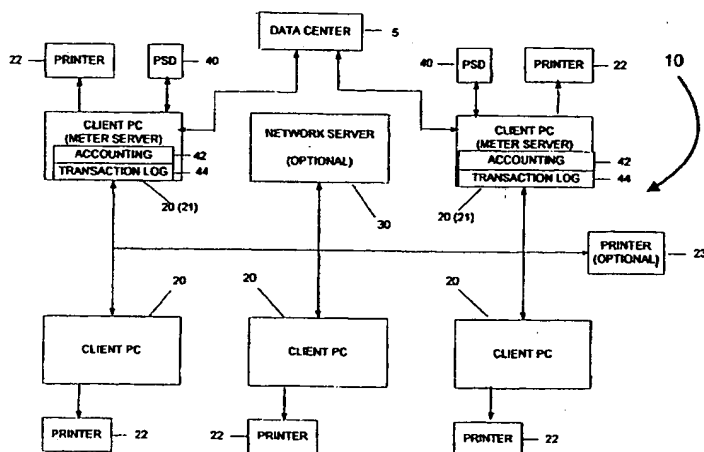 DATA CENTER 5
22 PRINTER
PSD 40
40 PSD
PRINTER 22
10
CLIENT PC
(METER SERVER)
ACCOUNTING 42
TRANSACTION LOG 44
20 (21)
NETWORX SERVER
(OPTIONAL)
30
CLIENT PC
(METER SERVER)
ACCOUNTING 42
TRANSACTION LOG 44
20 (21)
PRINTER
(OPTIONAL)
23
20
CLIENT PC
20
CLIENT PC
20
CLIENT PC
PRINTER 22
22 PRINTER
PRINTER 22